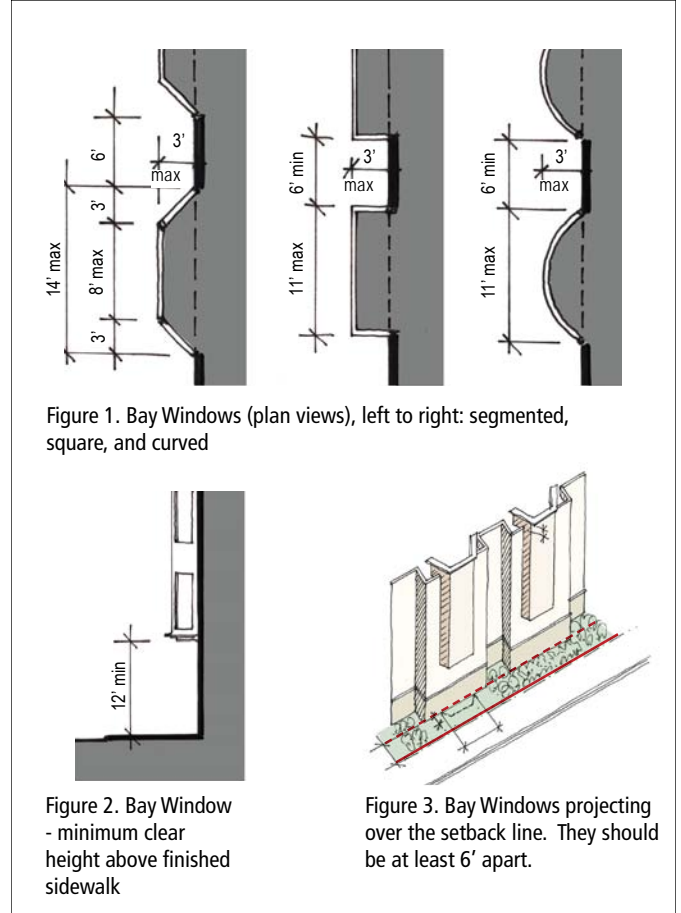 6'
3'
max
14' max
3'
8' max
3'
6' min
3'
max
11' max
6' min
3'
max
11' max
Figure 1. Bay Windows (plan views), left to right: segmented,
square, and curved
12' min
Figure 2. Bay Window
- minimum clear
height above finished
sidewalk
Figure 3. Bay Windows projecting
over the setback line.  They should
be at least 6' apart.